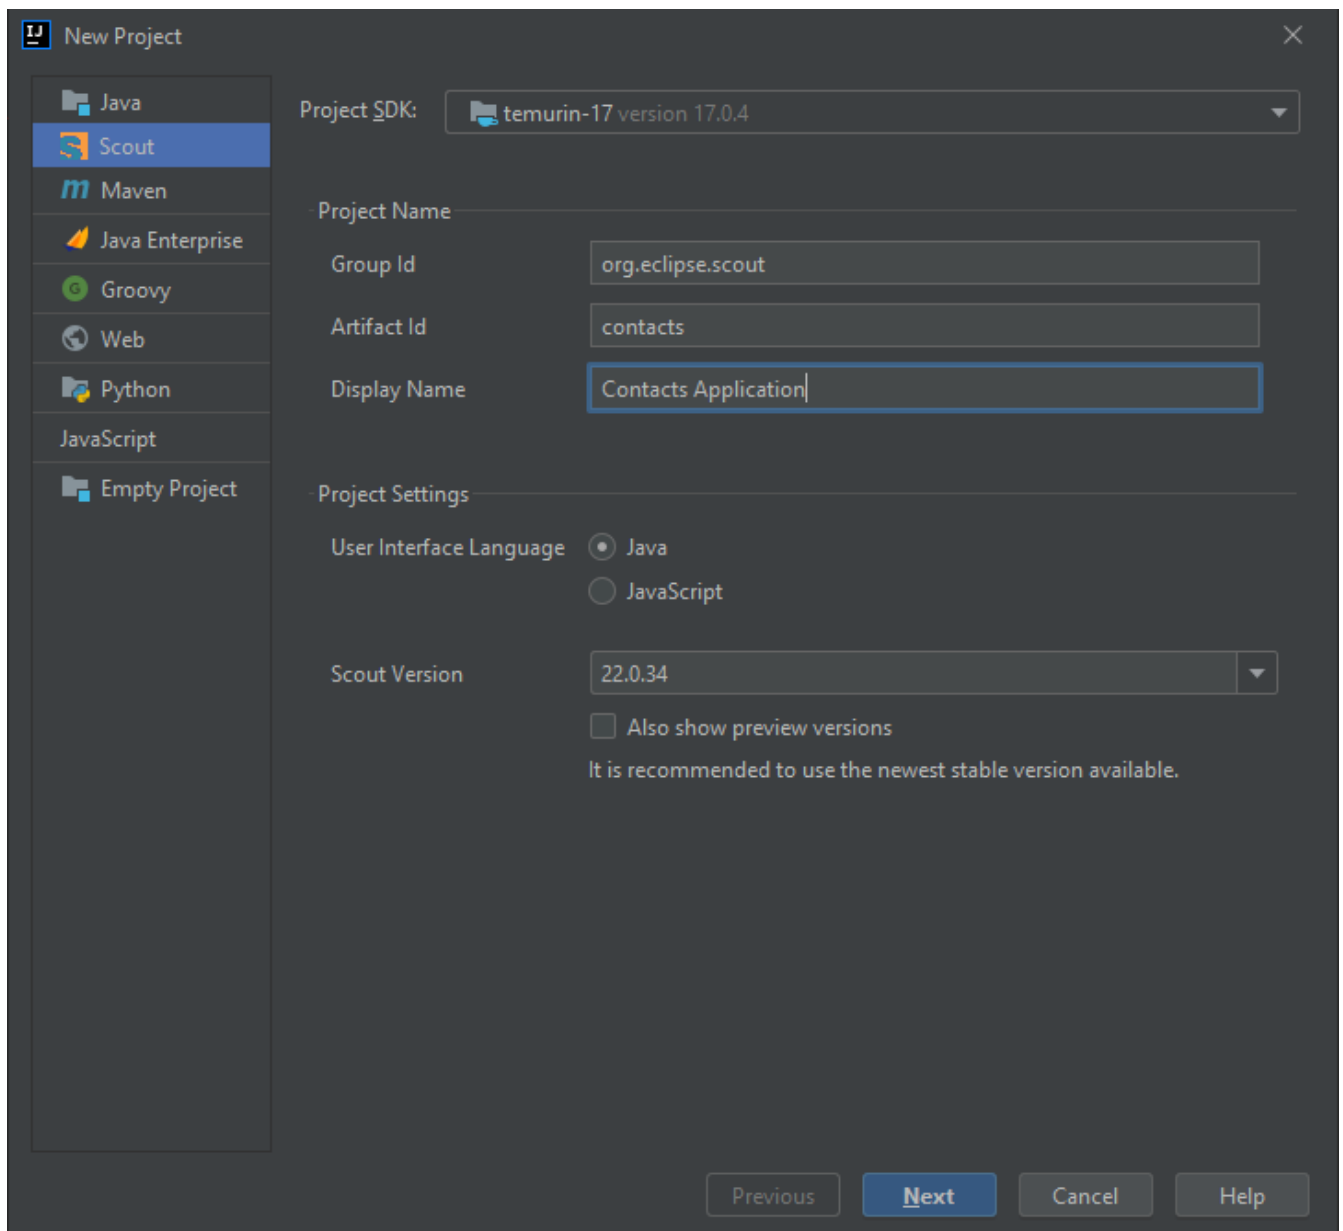 New Project
Java
Scout
Maven
Java Enterprise
Groovy
Web
Python
JavaScript
Empty Project
Project SDK: temurin-17 version 17.0.4
Project Name
Group Id org.eclipse.scout
Artifact Id contacts
Display Name Contacts Application
Project Settings
User Interface Language Java
JavaScript
Scout Version 22.0.34
Also show preview versions
It is recommended to use the newest stable version available.
Previous Next Cancel Help